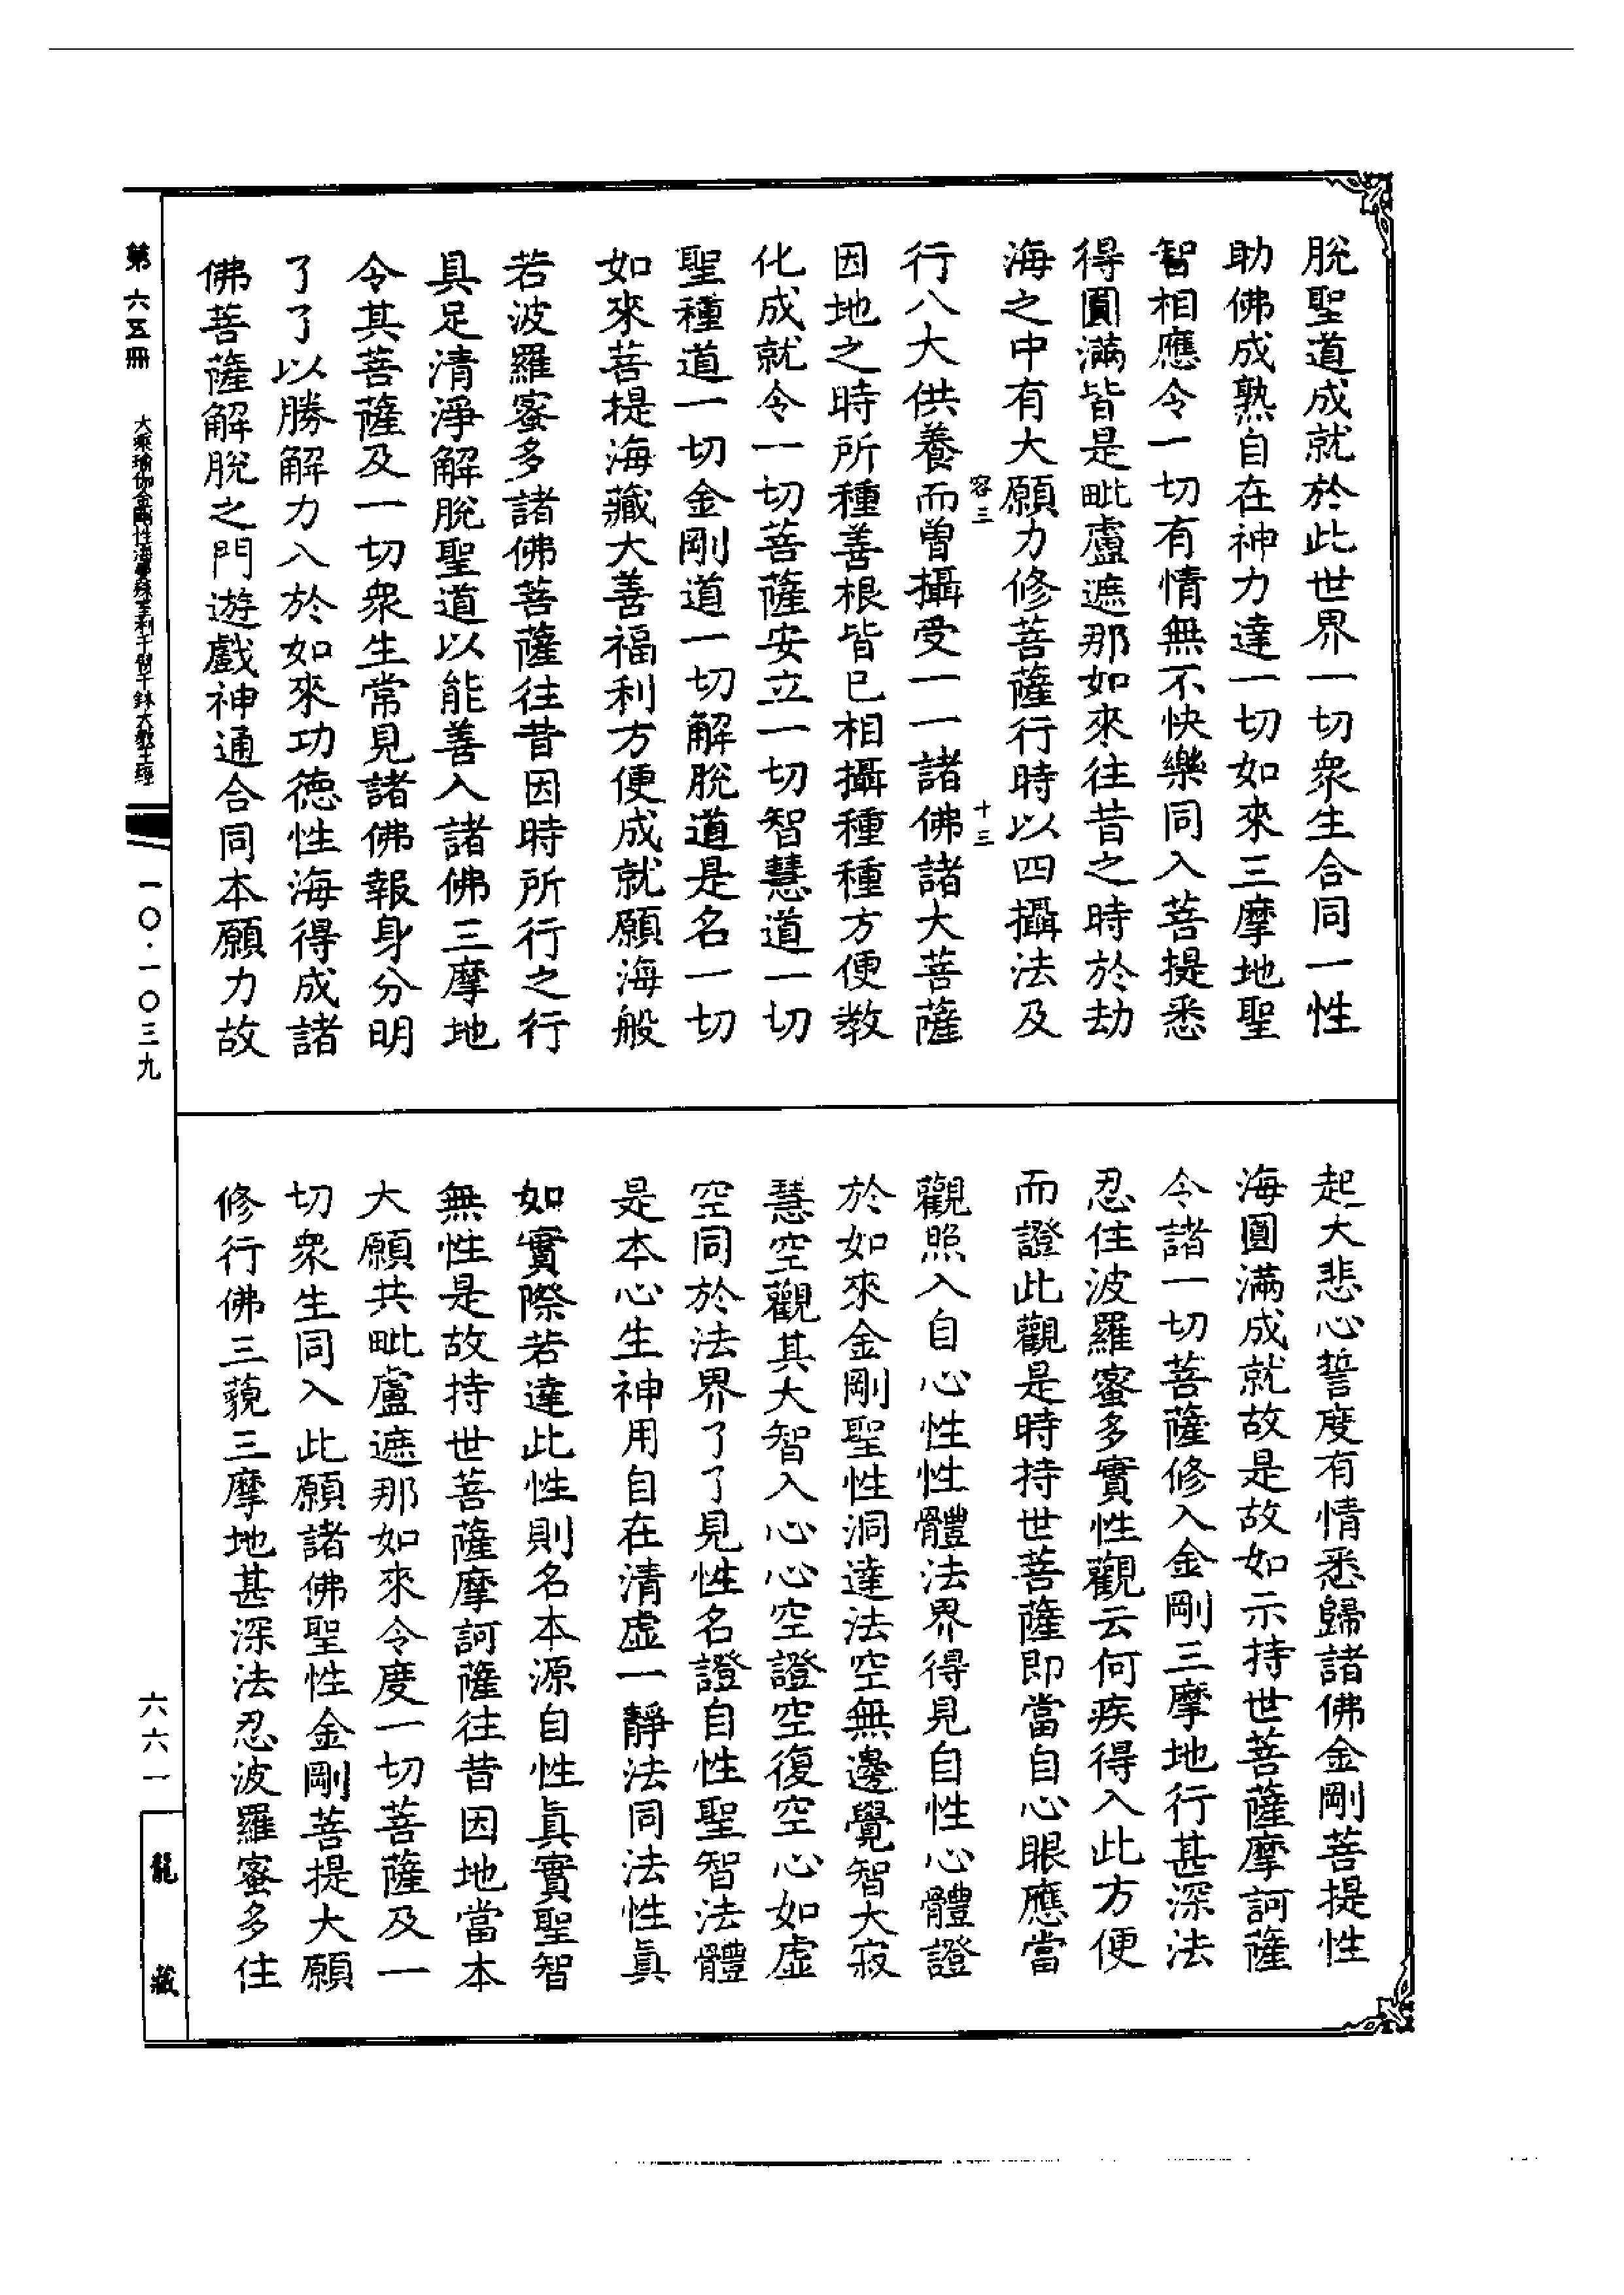 脫聖道成就於此世界一切衆生合同一性
助佛成熟自在神力達一切如來三摩地聖
智相應令一切有情無不快樂同入菩提悉
得圓滿皆是毗盧遮那如來往昔之時於劫
海之中有大願力修菩薩行時以四攝法及
容三
十三
行八大供養而曾攝受一一諸佛諸大菩薩
因地之時所種善根皆已相攝種種方便教
化成就令一切菩薩安立一切智慧道一切
聖種道一切金剛道一切解脫道是名一切
如來菩提海藏大善福利方便成就願海般
若波羅蜜多諸佛菩薩往昔因時所行之行
具足清淨解脫聖道以能善入諸佛三摩地
令其菩薩及一切衆生常見諸佛報身分明
了了以勝解力入於如來功德性海得成諸
佛菩薩解脫之門遊戲神通合同本願力故
起大悲心誓度有情悉歸諸佛金剛菩提性
海圓滿成就故是故如示持世菩薩摩訶薩
令諸一切菩薩修入金剛三摩地行甚深法
忍住波羅蜜多實性觀云何疾得入此方便
而證此觀是時持世菩薩即當自心眼應當
觀照入自心性性體法界得見自性心體證
於如來金剛聖性洞達法空無邊覺智大寂
慧空觀其大智入心心空證空復空心如虛
空同於法界了了見性名證自性聖智法體
是本心生神用自在清虛一靜法同法性真
如實際若達此性則名本源自性真實聖智
無性是故持世菩薩摩訶薩往昔因地當本
大願共毗盧遮那如來令度一切菩薩及一
切衆生同入此願諸佛聖性金剛菩提大願
修行佛三藐三摩地甚深法忍波羅蜜多住
第六五冊
大乘瑜伽金剛性海曼殊室利千臂千鉢大教王經
一〇·一〇三九
六六一
龍藏